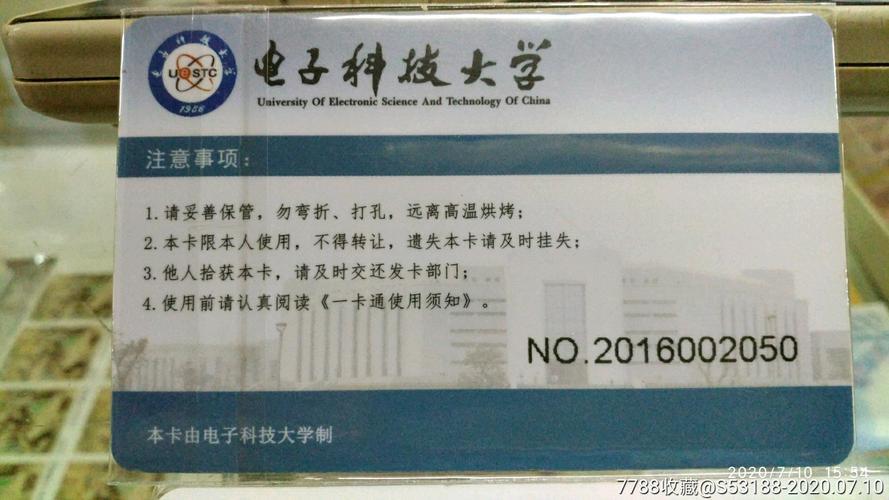 电子科技大学
UESTC
1956
电子科技大学
University Of Electronic Science And Technology Of China
注意事项：
1.请妥善保管，勿弯折、打孔，远离高温烘烤；
2.本卡限本人使用，不得转让，遗失本卡请及时挂失；
3.他人拾获本卡，请及时交还发卡部门；
4.使用前请认真阅读《一卡通使用须知》。
NO.2016002050
本卡由电子科技大学制
2020/7/10 15:54
7788收藏@S53188-2020.07.10